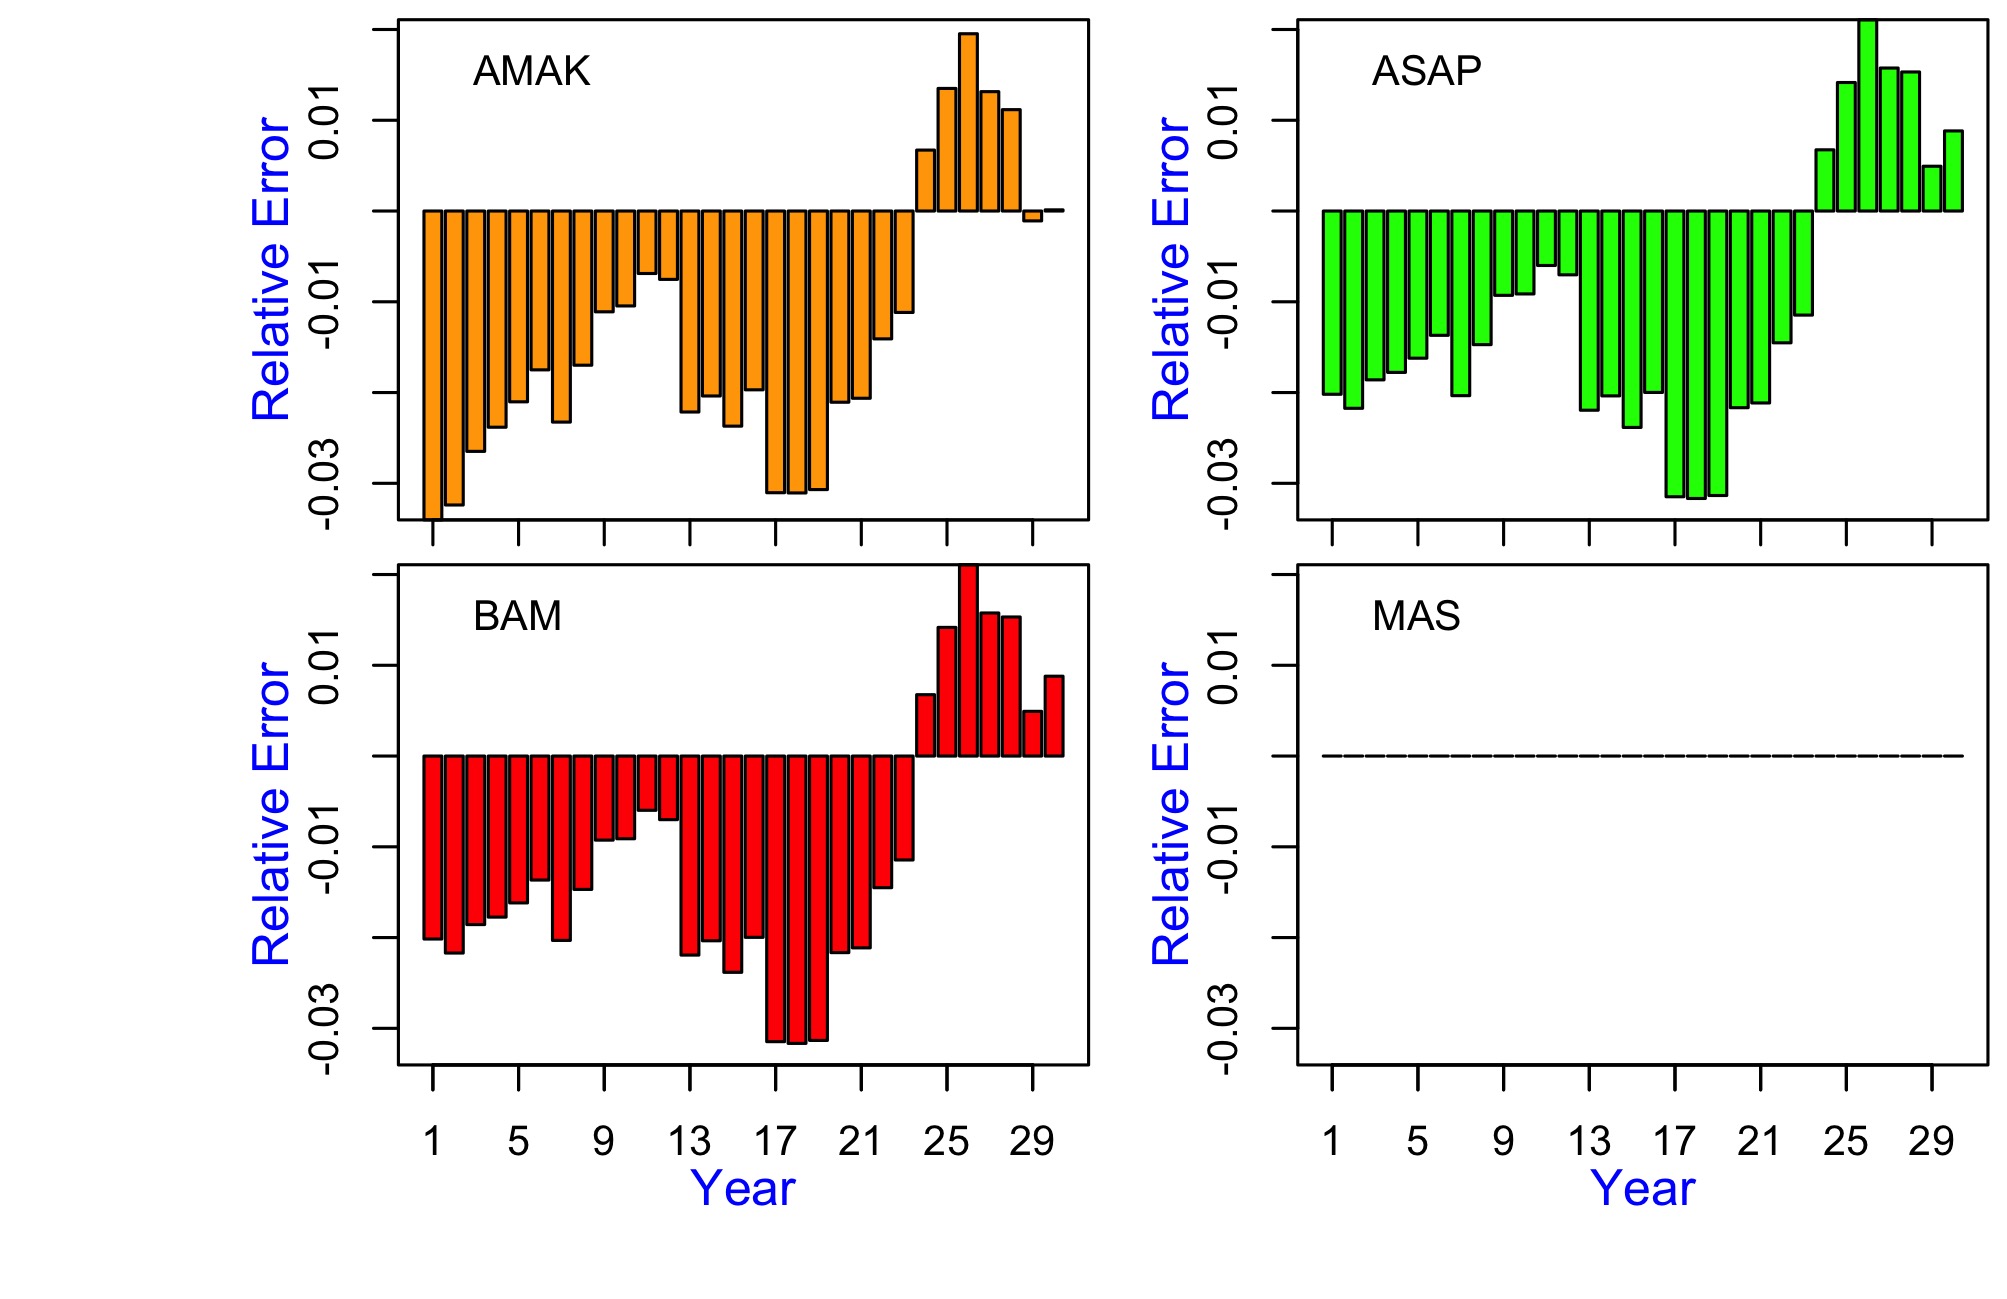 AMAK
Relative Error
0.01
-0.01
-0.03
ASAP
Relative Error
0.01
-0.01
-0.03
BAM
Relative Error
0.01
-0.01
-0.03
1 5 9 13 17 21 25 29
Year
MAS
Relative Error
0.01
-0.01
-0.03
1 5 9 13 17 21 25 29
Year